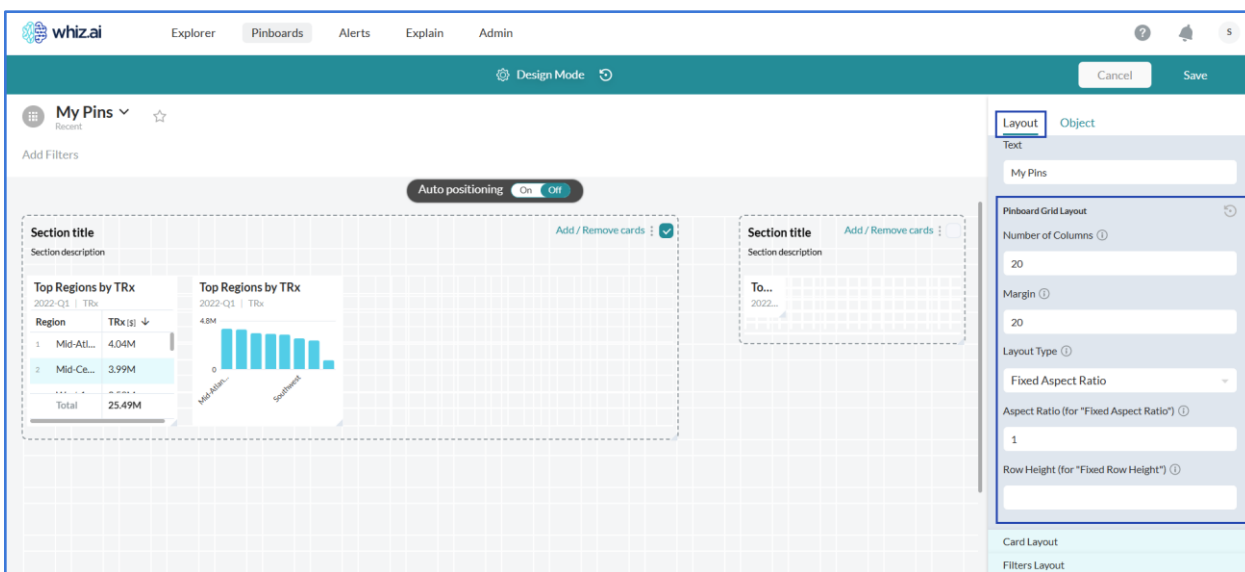 whiz.ai
Explorer Pinboards Alerts Explain Admin
? S
Design Mode
Cancel Save
My Pins
Recent
Add Filters
Auto positioning On Off
Section title
Section description
Add / Remove cards
Top Regions by TRx
2022-Q1 | TRx
Region TRx [$] ↓
1 Mid-Atl... 4.04M
2 Mid-Ce... 3.99M
Total 25.49M
Top Regions by TRx
2022-Q1 | TRx
4.8M
0
Mid-Atlan...
Southwest
Section title
Section description
Add / Remove cards
To...
2022...
Layout Object
Text
My Pins
Pinboard Grid Layout
Number of Columns
20
Margin
20
Layout Type
Fixed Aspect Ratio
Aspect Ratio (for "Fixed Aspect Ratio")
1
Row Height (for "Fixed Row Height")
Card Layout
Filters Layout